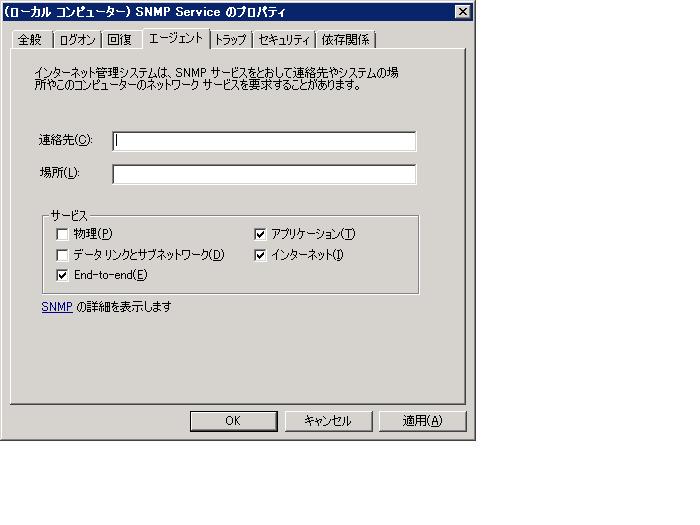 (ローカル コンピューター) SNMP Service のプロパティ
全般 ログオン 回復 エージェント トラップ セキュリティ 依存関係
インターネット管理システムは、SNMP サービスをとおして連絡先やシステムの場
所やこのコンピューターのネットワーク サービスを要求することがあります。
連絡先(C):
場所(L):
サービス
物理(P) アプリケーション(T)
データ リンクとサブネットワーク(D) インターネット(I)
End-to-end(E)
SNMP の詳細を表示します
OK キャンセル 適用(A)